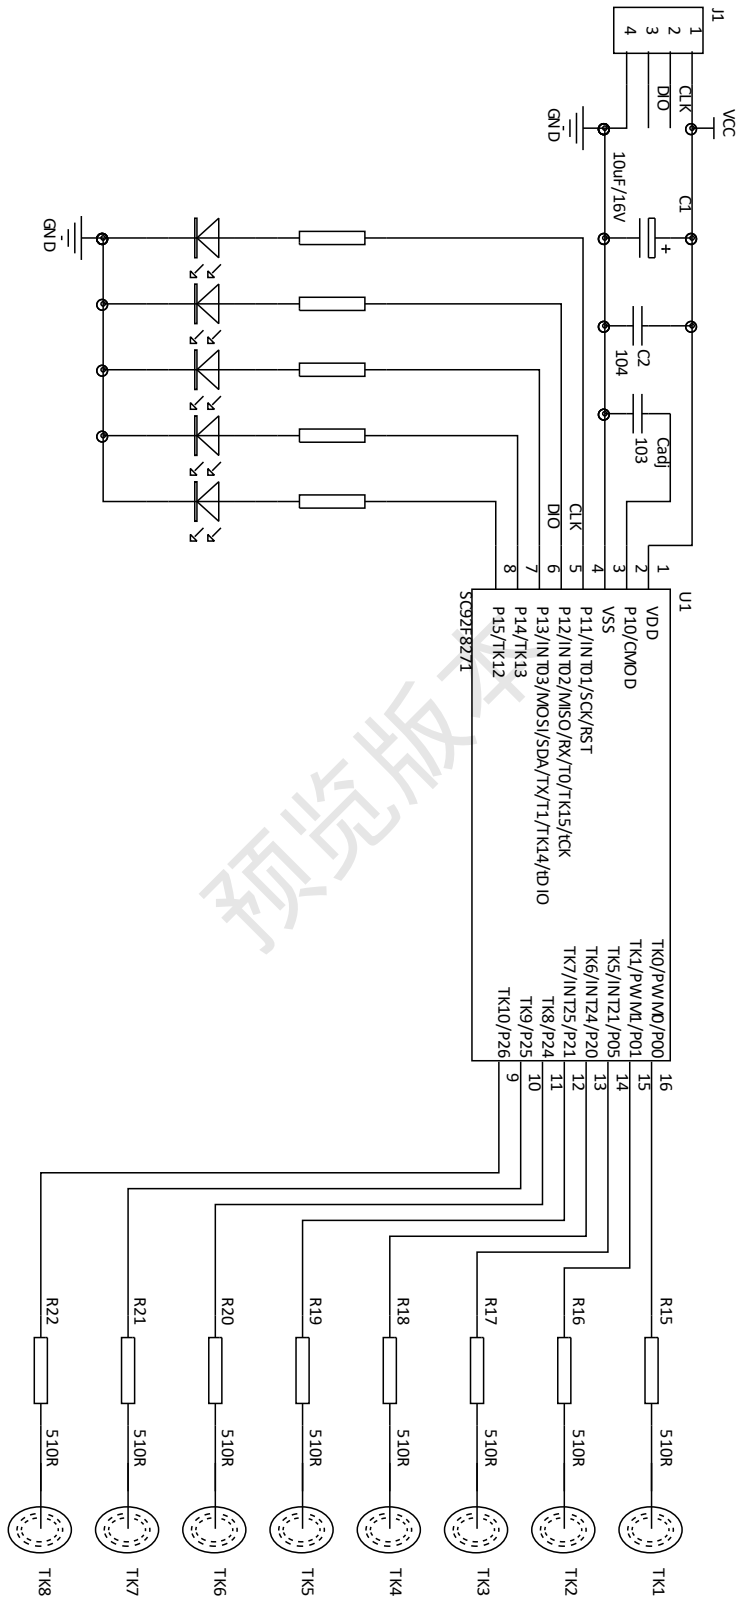 J1
1
2
3
4
CLK
DIO
VCC
GND
C1
10uF/16V
+
C2
104
Cadj
103
GND
CLK
DIO
1
2
3
4
5
6
7
8
U1
VDD
P10/CMOD
VSS
P11/INT01/SCK/RST
P12/INT02/MISO/RX/T0/TK15/tCK
P13/INT03/MOSI/SDA/TX/T1/TK14/tDIO
P14/TK13
P15/TK12
SC92F8271
TK0/PWM0/P00
TK1/PWM1/P01
TK5/INT21/P05
TK6/INT24/P20
TK7/INT25/P21
TK8/P24
TK9/P25
TK10/P26
16
15
14
13
12
11
10
9
预览版本
R15
R16
R17
R18
R19
R20
R21
R22
510R
510R
510R
510R
510R
510R
510R
510R
TK1
TK2
TK3
TK4
TK5
TK6
TK7
TK8